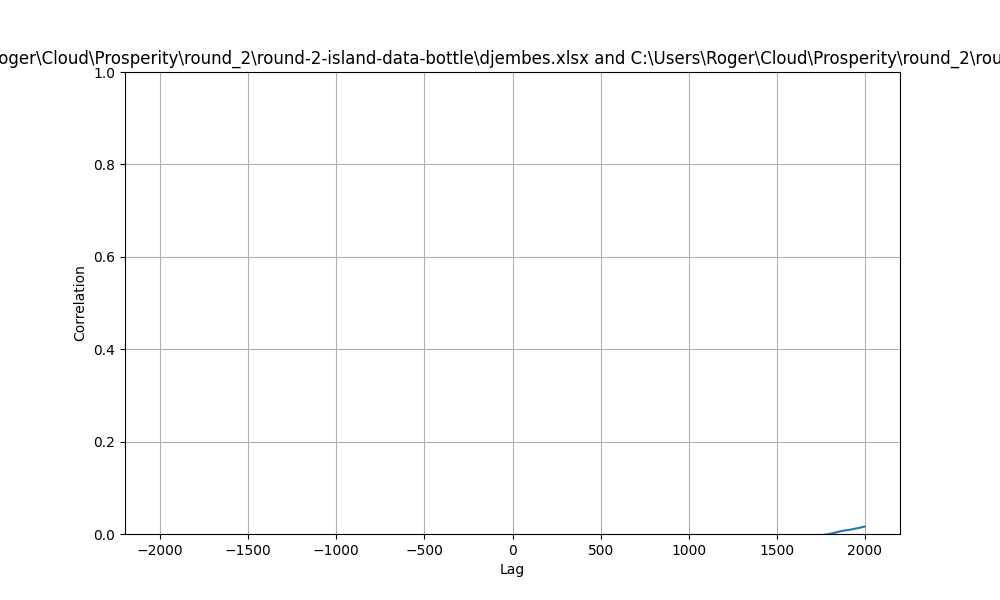 oger\Cloud\Prosperity\round_2\round-2-island-data-bottle\djembes.xlsx and C:\Users\Roger\Cloud\Prosperity\round_2\rou
1.0
0.8
0.6
0.4
0.2
0.0
Correlation
−2000 −1500 −1000 −500 0 500 1000 1500 2000
Lag